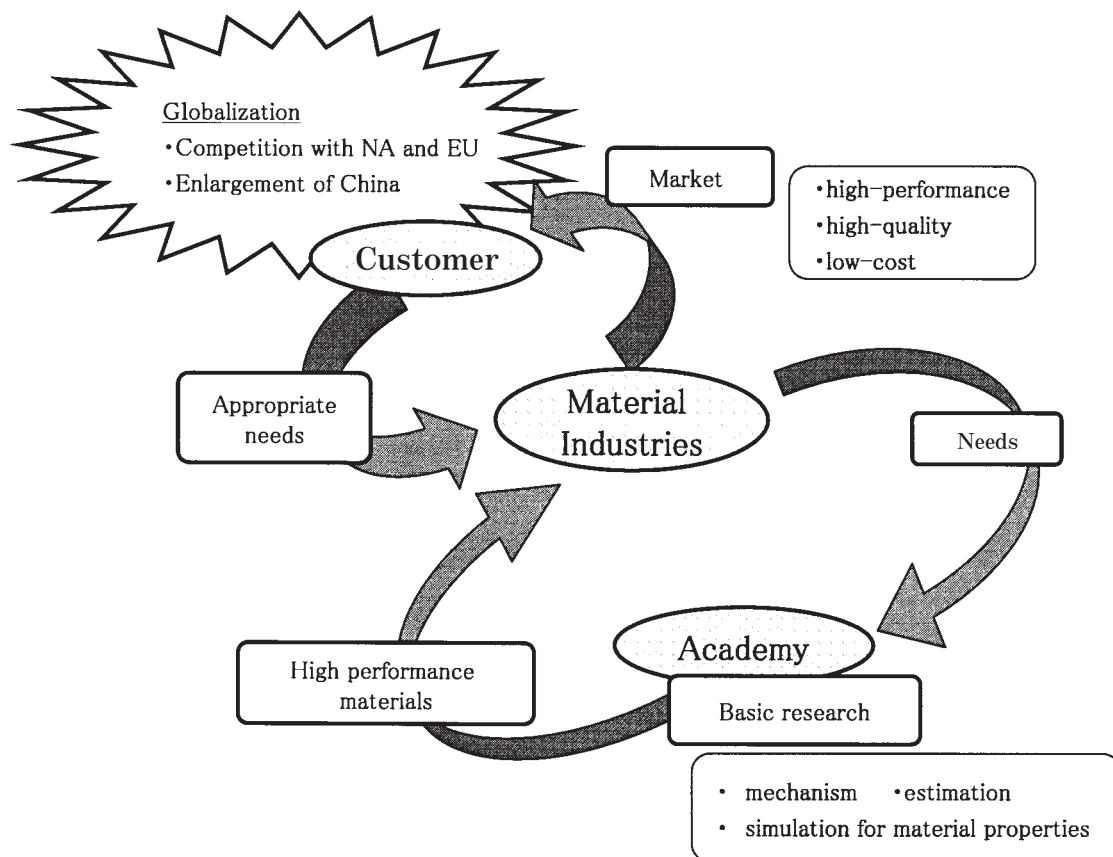 Globalization
・Competition with NA and EU
・Enlargement of China
Customer
Market
・high-performance
・high-quality
・low-cost
Appropriate
needs
Material
Industries
Needs
Academy
Basic research
High performance
materials
・ mechanism ・estimation
・ simulation for material properties